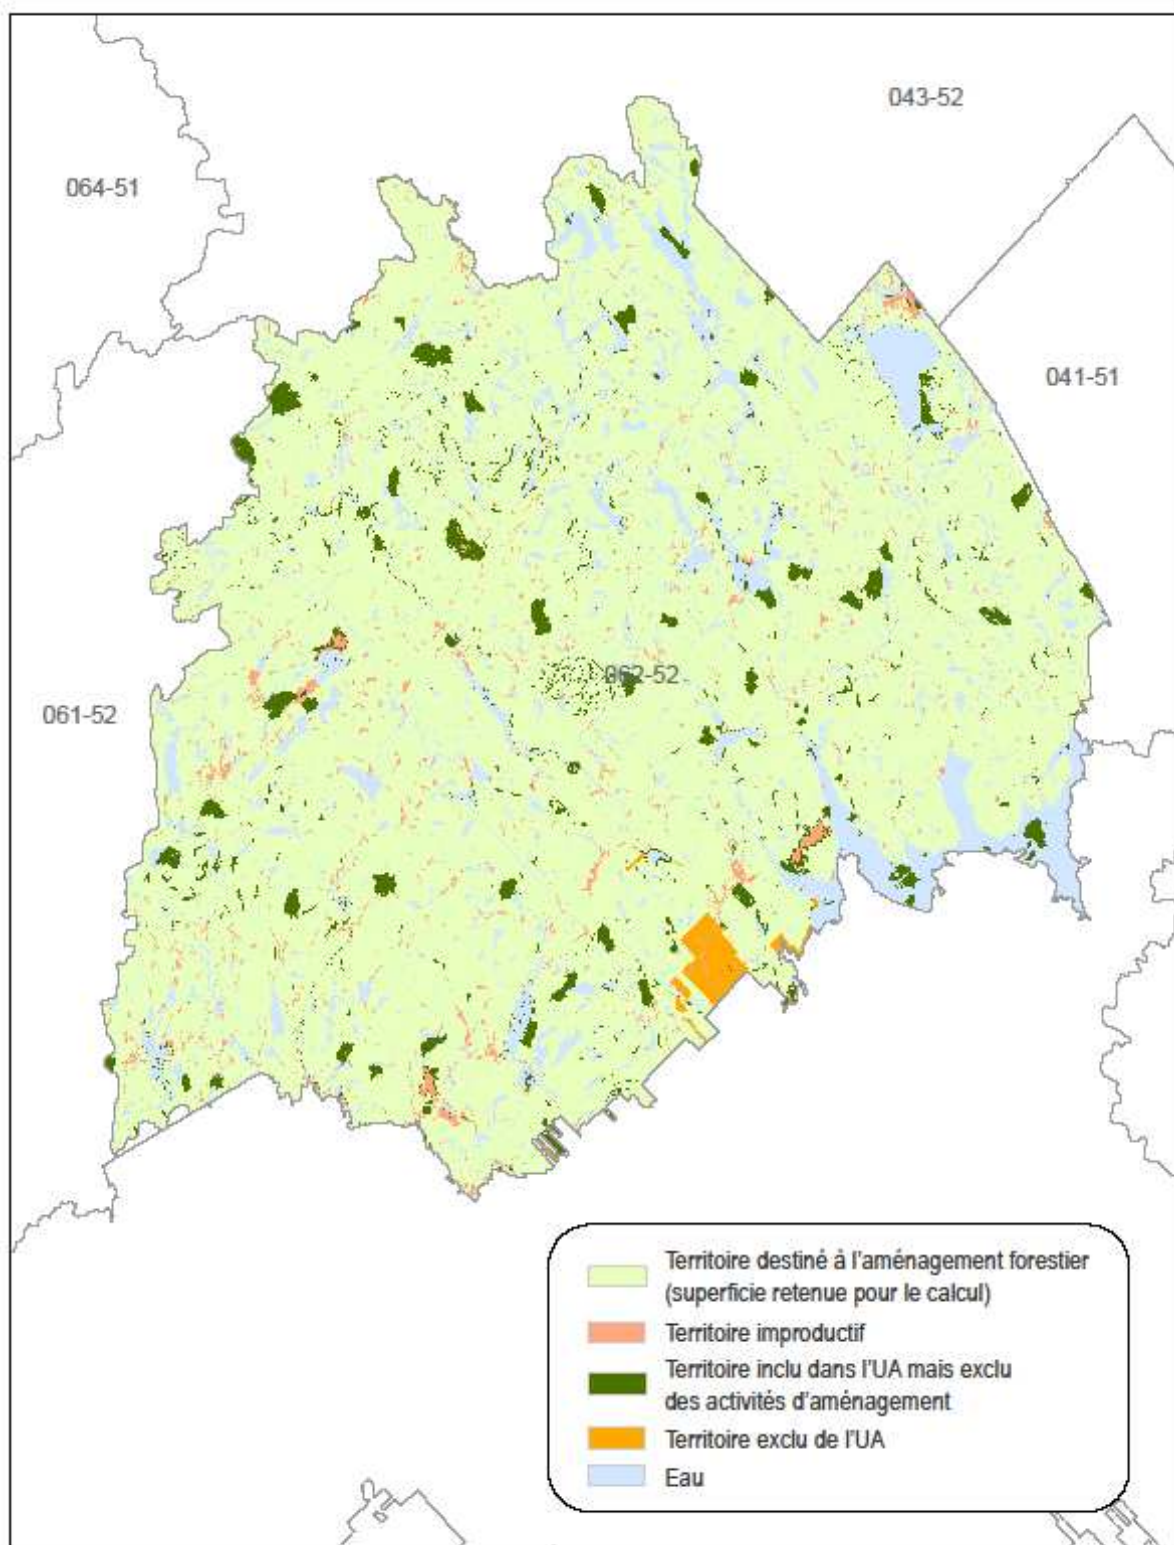 043-52
064-51
041-51
062-52
061-52
Territoire destiné à l'aménagement forestier
(superficie retenue pour le calcul)
Territoire improductif
Territoire inclu dans l'UA mais exclu
des activités d'aménagement
Territoire exclu de l'UA
Eau